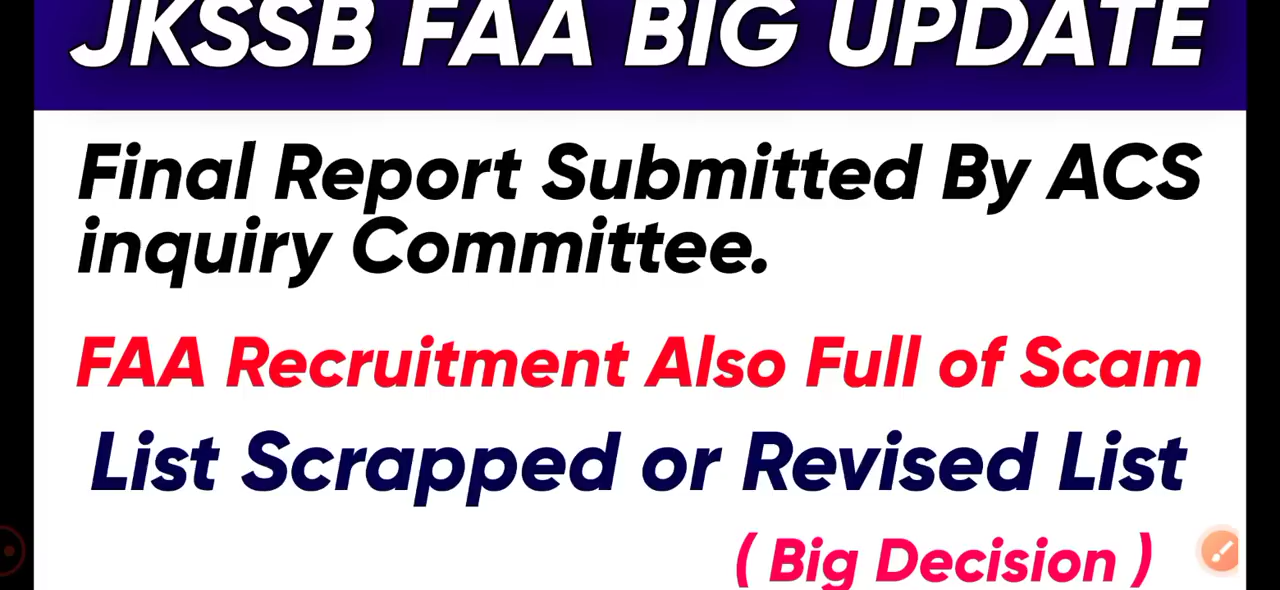 JKSSB FAA BIG UPDATE
Final Report Submitted By ACS
inquiry Committee.
FAA Recruitment Also Full of Scam
List Scrapped or Revised List
( Big Decision )